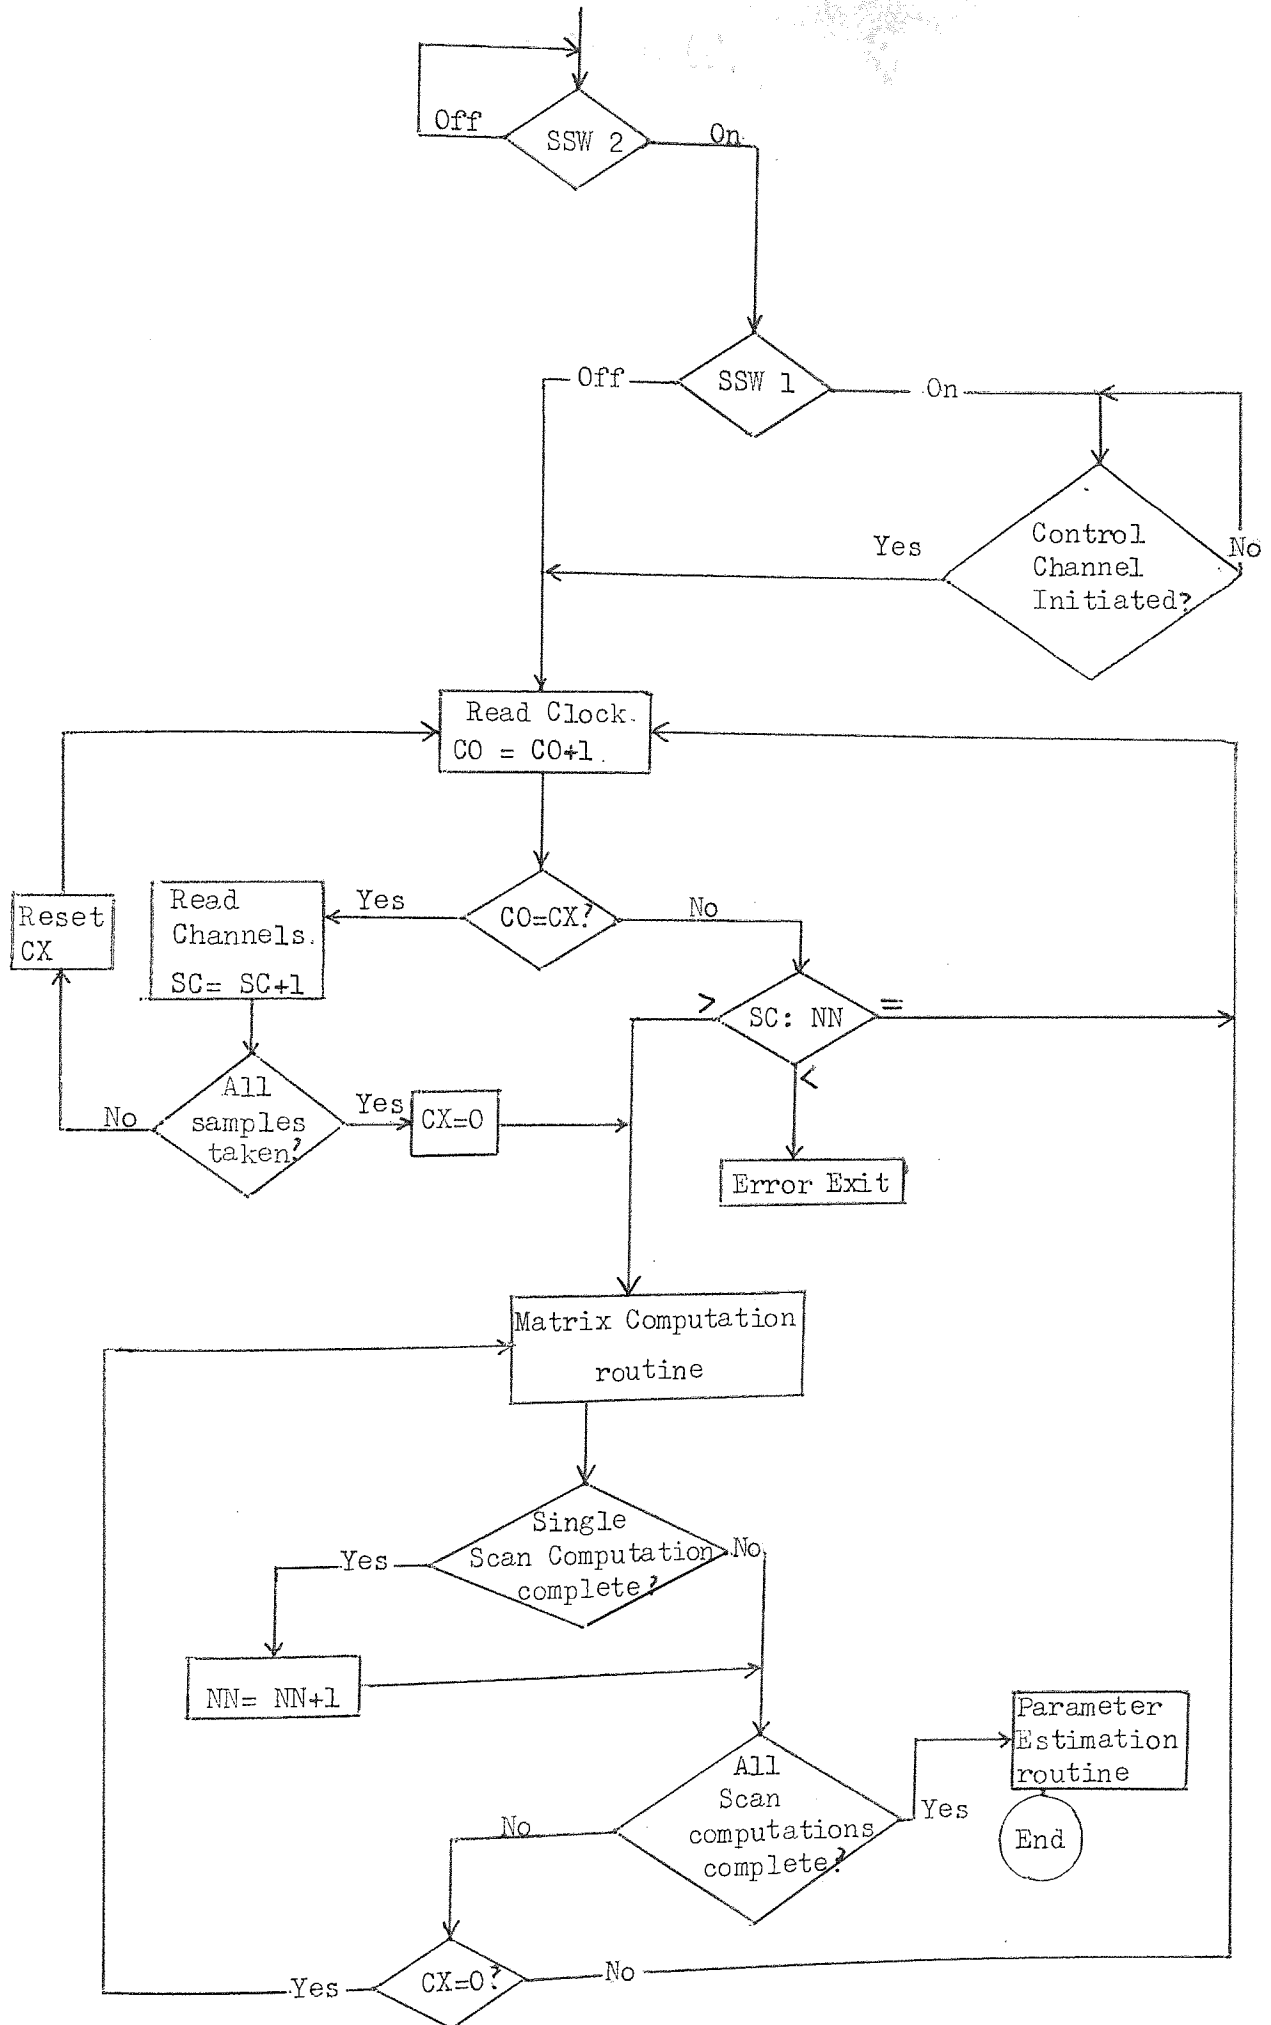 Off
SSW 2
On
Off
SSW 1
On
Control
Channel
Initiated?
Yes
No
Read Clock.
CO = CO+1.
Reset
CX
Read
Channels.
SC= SC+1
Yes
CO=CX?
No
>
SC: NN
=
<
Error Exit
All
samples
taken?
No
Yes
CX=0
Matrix Computation
routine
Single
Scan Computation
complete?
Yes
No
NN= NN+1
All
Scan
computations
complete?
No
Yes
Parameter
Estimation
routine
End
CX=0?
Yes
No